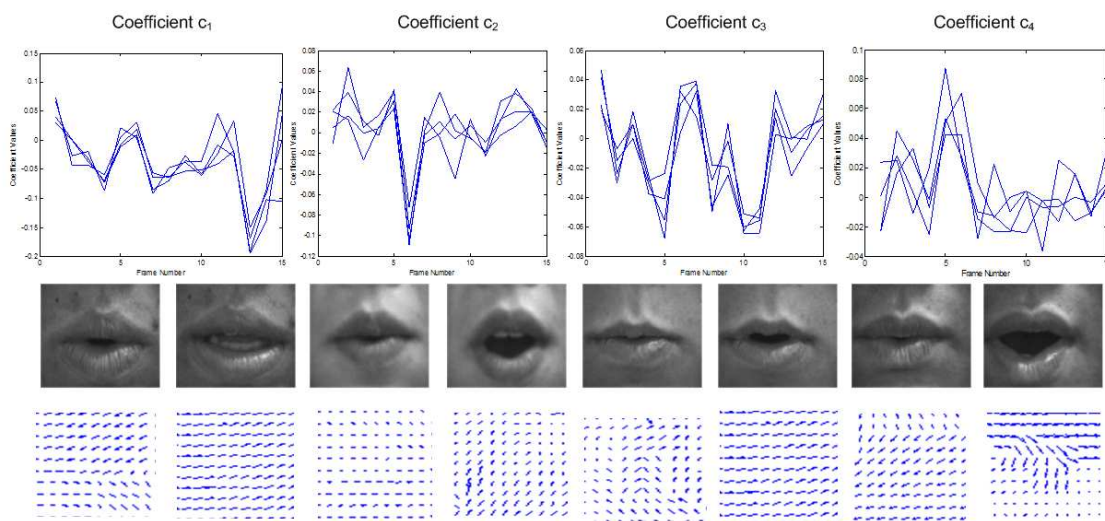 Coefficient c₁ Coefficient c₂ Coefficient c₃ Coefficient c₄
0.15 0.1 0.05 0 -0.05 -0.1 -0.15 -0.2
Coefficient Values
0 5 10 15
Frame Number
0.08 0.06 0.04 0.02 0 0.02 0.04 0.06 0.08 0.1 0.12
Coefficient Values
0 5 10 15
Frame Number
0.06 0.04 0.02 0 -0.02 -0.04 -0.06 -0.08
Coefficient Values
0 5 10 15
Frame Number
0.1 0.08 0.06 0.04 0.02 0 -0.02 -0.04
Coefficient Values
0 5 10 15
Frame Number